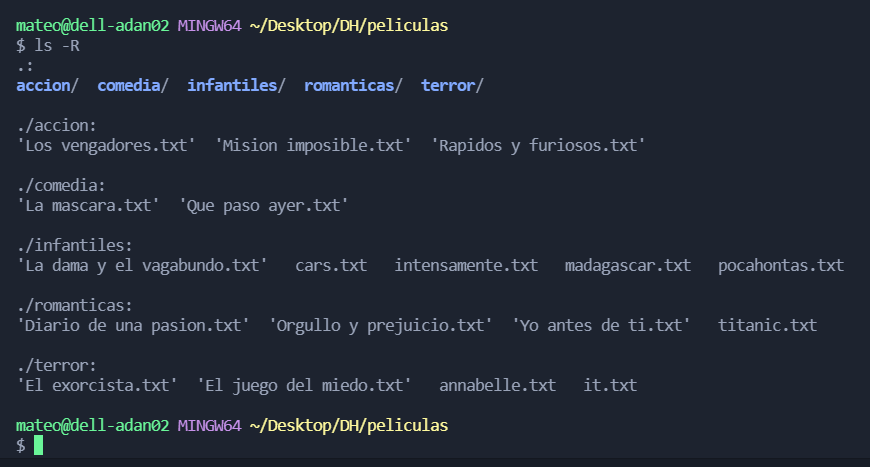 mateo@dell-adan02 MINGW64 ~/Desktop/DH/peliculas
$ ls -R
.:
accion/  comedia/  infantiles/  romanticas/  terror/
./accion:
'Los vengadores.txt'  'Mision imposible.txt'  'Rapidos y furiosos.txt'
./comedia:
'La mascara.txt'  'Que paso ayer.txt'
./infantiles:
'La dama y el vagabundo.txt'   cars.txt   intensamente.txt   madagascar.txt   pocahontas.txt
./romanticas:
'Diario de una pasion.txt'  'Orgullo y prejuicio.txt'  'Yo antes de ti.txt'   titanic.txt
./terror:
'El exorcista.txt'  'El juego del miedo.txt'   annabelle.txt   it.txt
mateo@dell-adan02 MINGW64 ~/Desktop/DH/peliculas
$